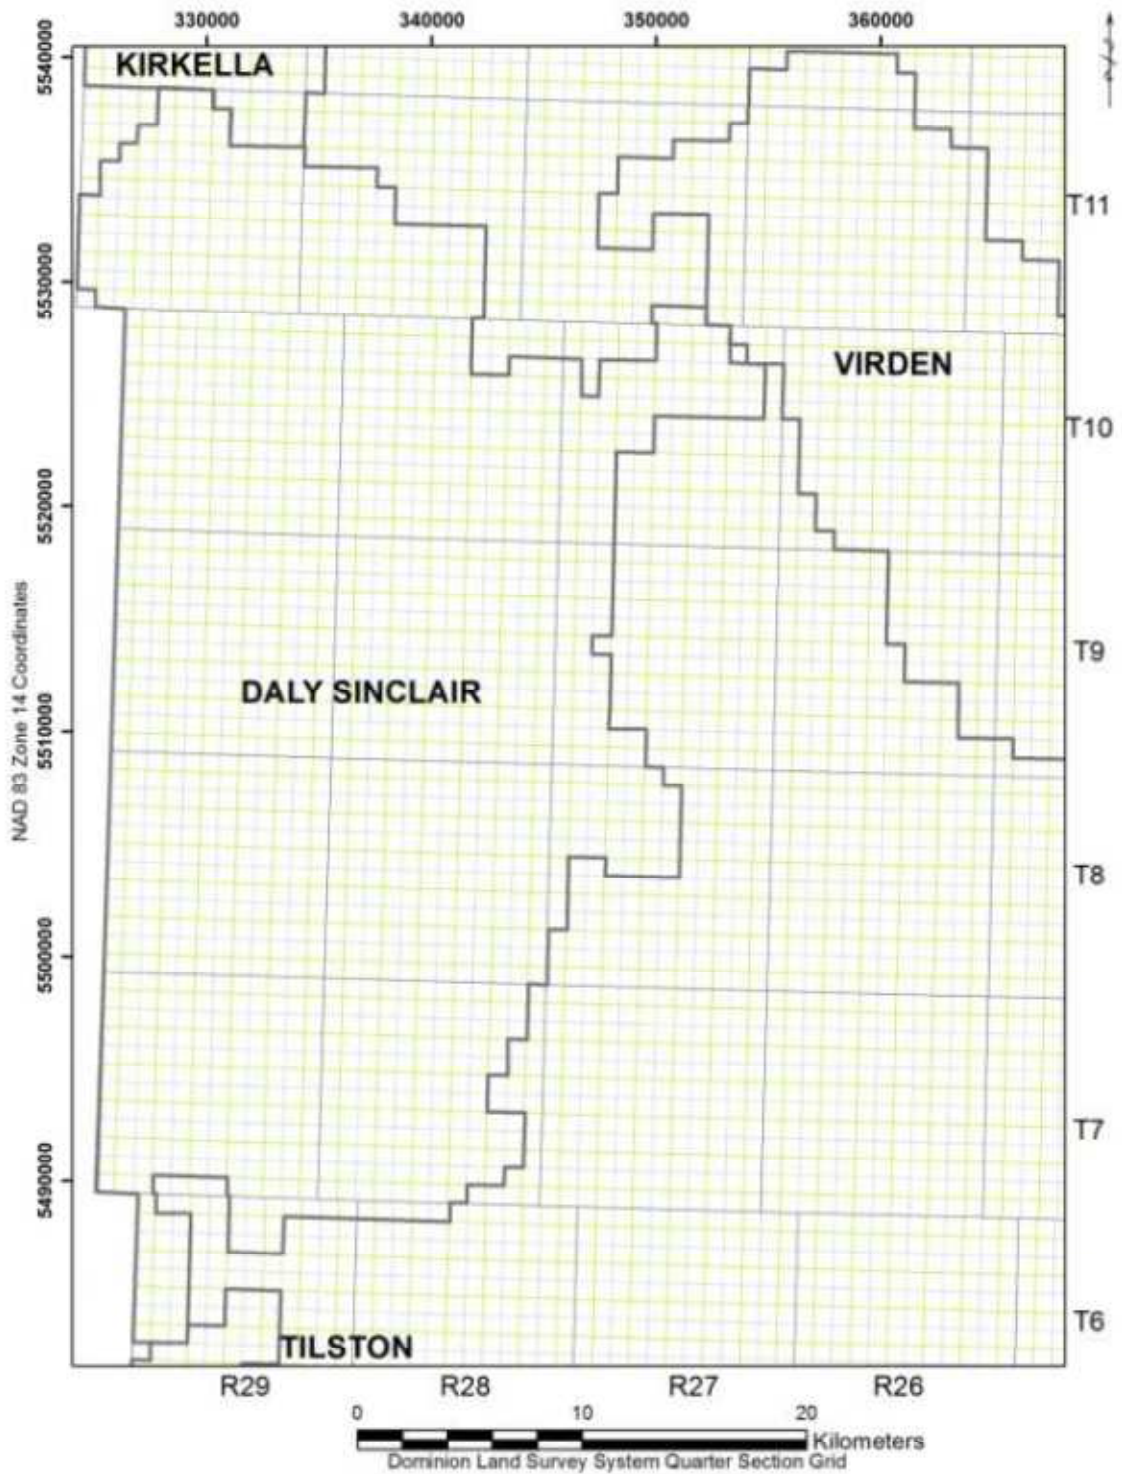 330000 340000 350000 360000
5540000
KIRKELLA
T11
5530000
VIRDEN
T10
5520000
T9
DALY SINCLAIR
5510000
NAD 83 Zone 14 Coordinates
T8
5500000
T7
5490000
T6
TILSTON
R29 R28 R27 R26
0 10 20
Kilometers
Dominion Land Survey System Quarter Section Grid